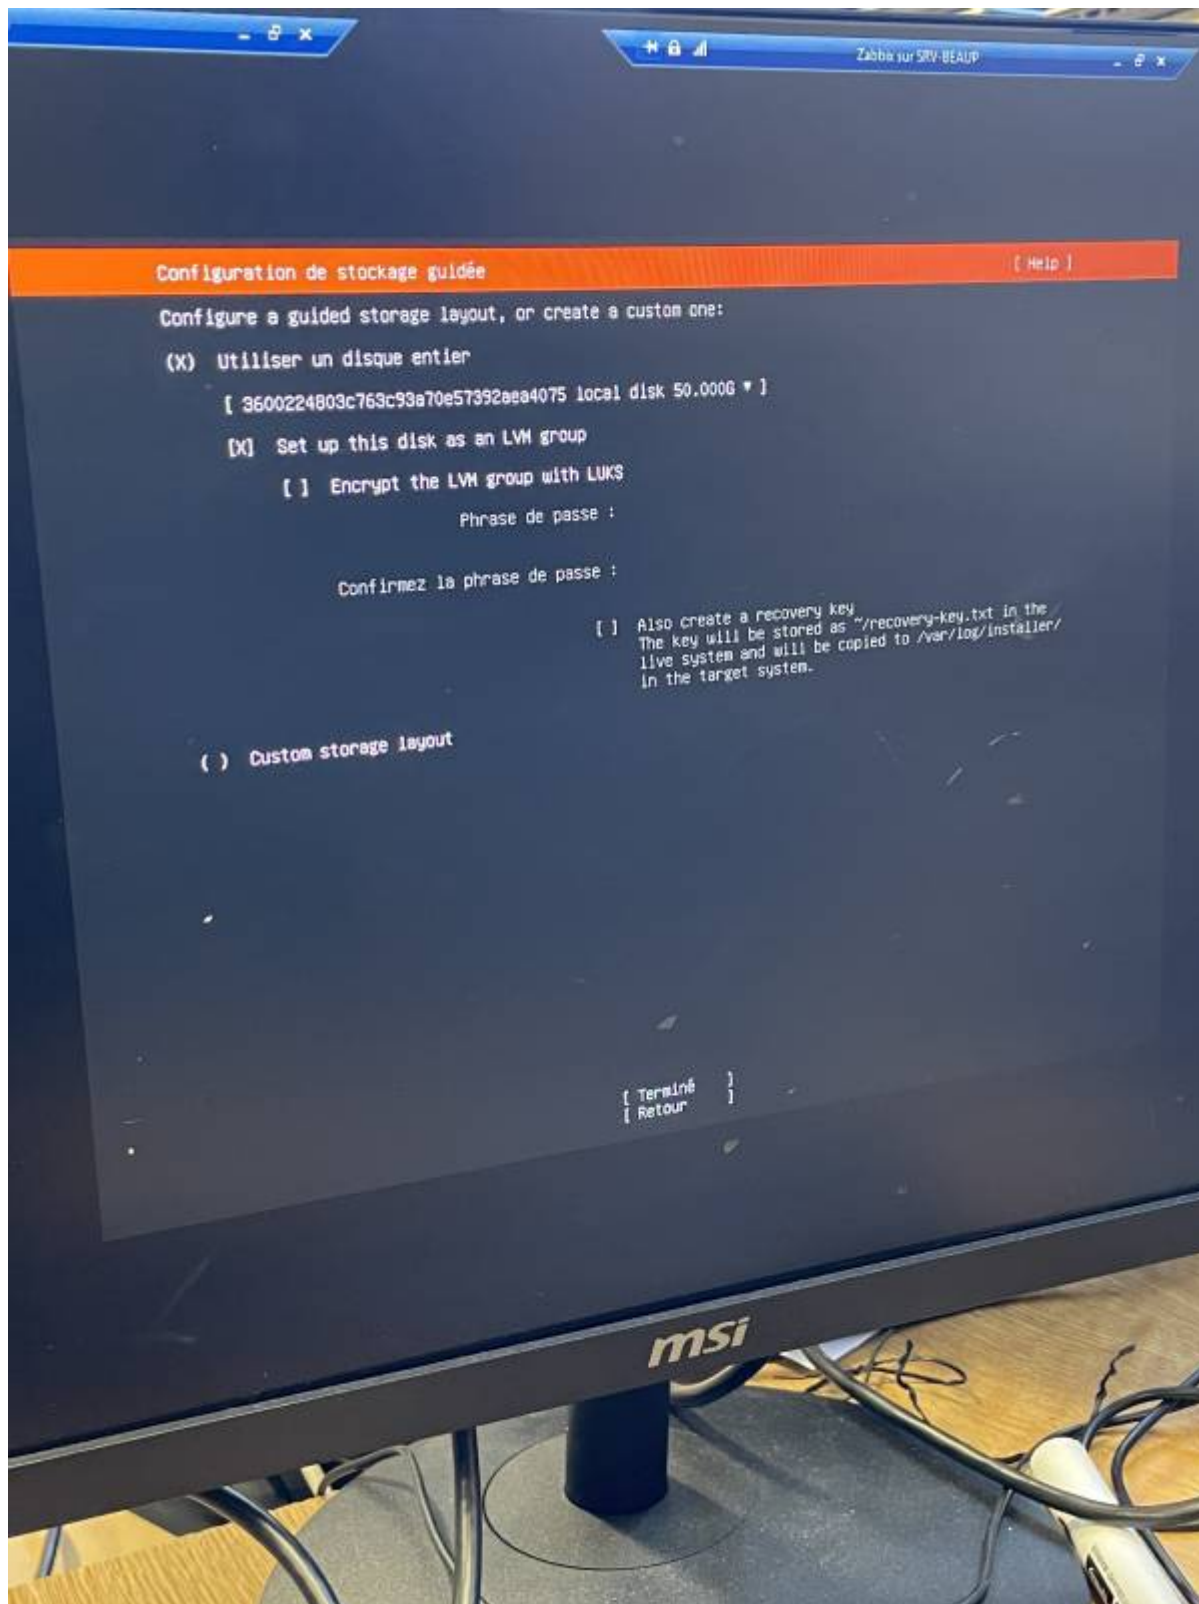 Zabbix sur SRV-BEAUP
Configuration de stockage guidée [ Help ]
Configure a guided storage layout, or create a custom one:
(X) Utiliser un disque entier
[ 3600224803c763c93a70e57392aea4075 local disk 50.000G ▾ ]
[X] Set up this disk as an LVM group
[ ] Encrypt the LVM group with LUKS
Phrase de passe :
Confirmez la phrase de passe :
[ ] Also create a recovery key
The key will be stored as ~/recovery-key.txt in the
live system and will be copied to /var/log/installer/
in the target system.
( ) Custom storage layout
[ Terminé ]
[ Retour ]
msi